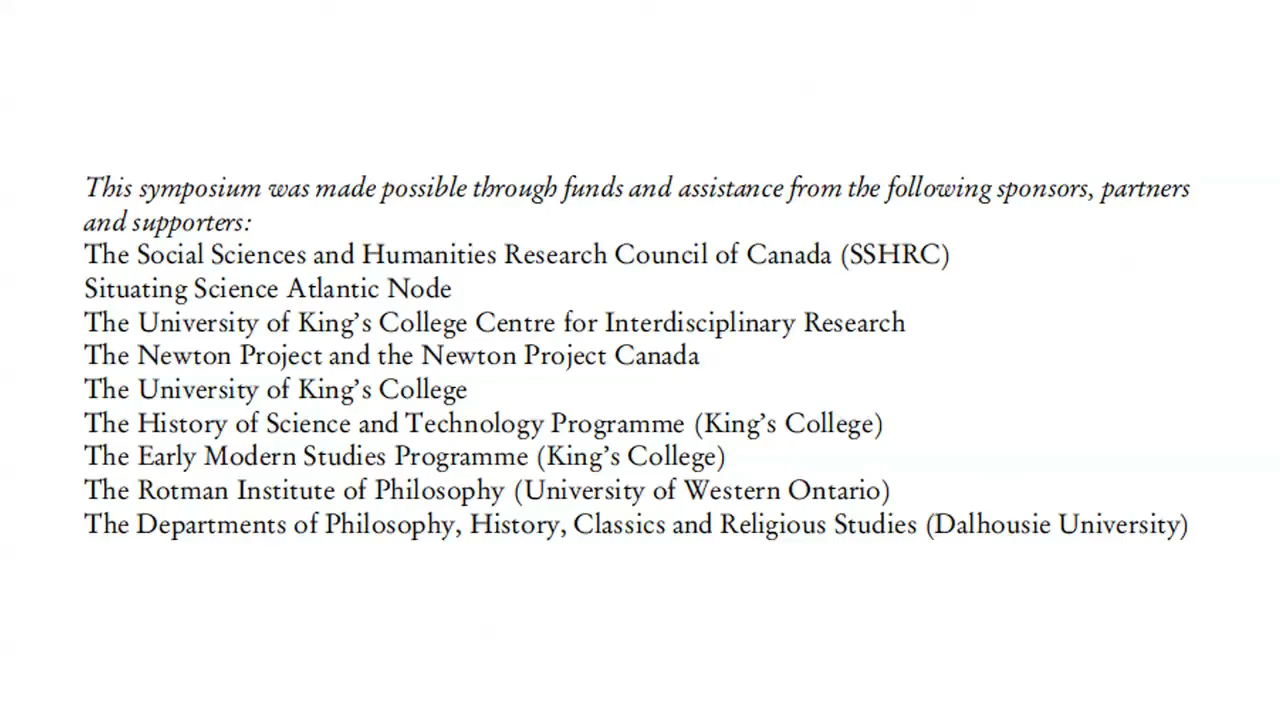 This symposium was made possible through funds and assistance from the following sponsors, partners
and supporters:
The Social Sciences and Humanities Research Council of Canada (SSHRC)
Situating Science Atlantic Node
The University of King’s College Centre for Interdisciplinary Research
The Newton Project and the Newton Project Canada
The University of King’s College
The History of Science and Technology Programme (King’s College)
The Early Modern Studies Programme (King’s College)
The Rotman Institute of Philosophy (University of Western Ontario)
The Departments of Philosophy, History, Classics and Religious Studies (Dalhousie University)